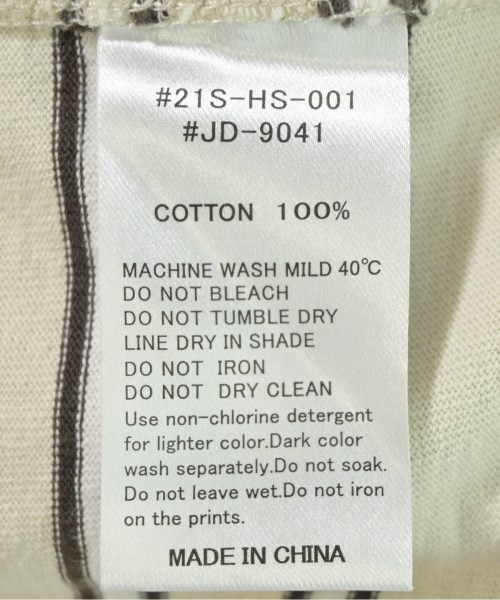 #21S-HS-001
#JD-9041
COTTON 100%
MACHINE WASH MILD 40℃
DO NOT BLEACH
DO NOT TUMBLE DRY
LINE DRY IN SHADE
DO NOT IRON
DO NOT DRY CLEAN
Use non-chlorine detergent
for lighter color.Dark color
wash separately.Do not soak.
Do not leave wet.Do not iron
on the prints.
MADE IN CHINA